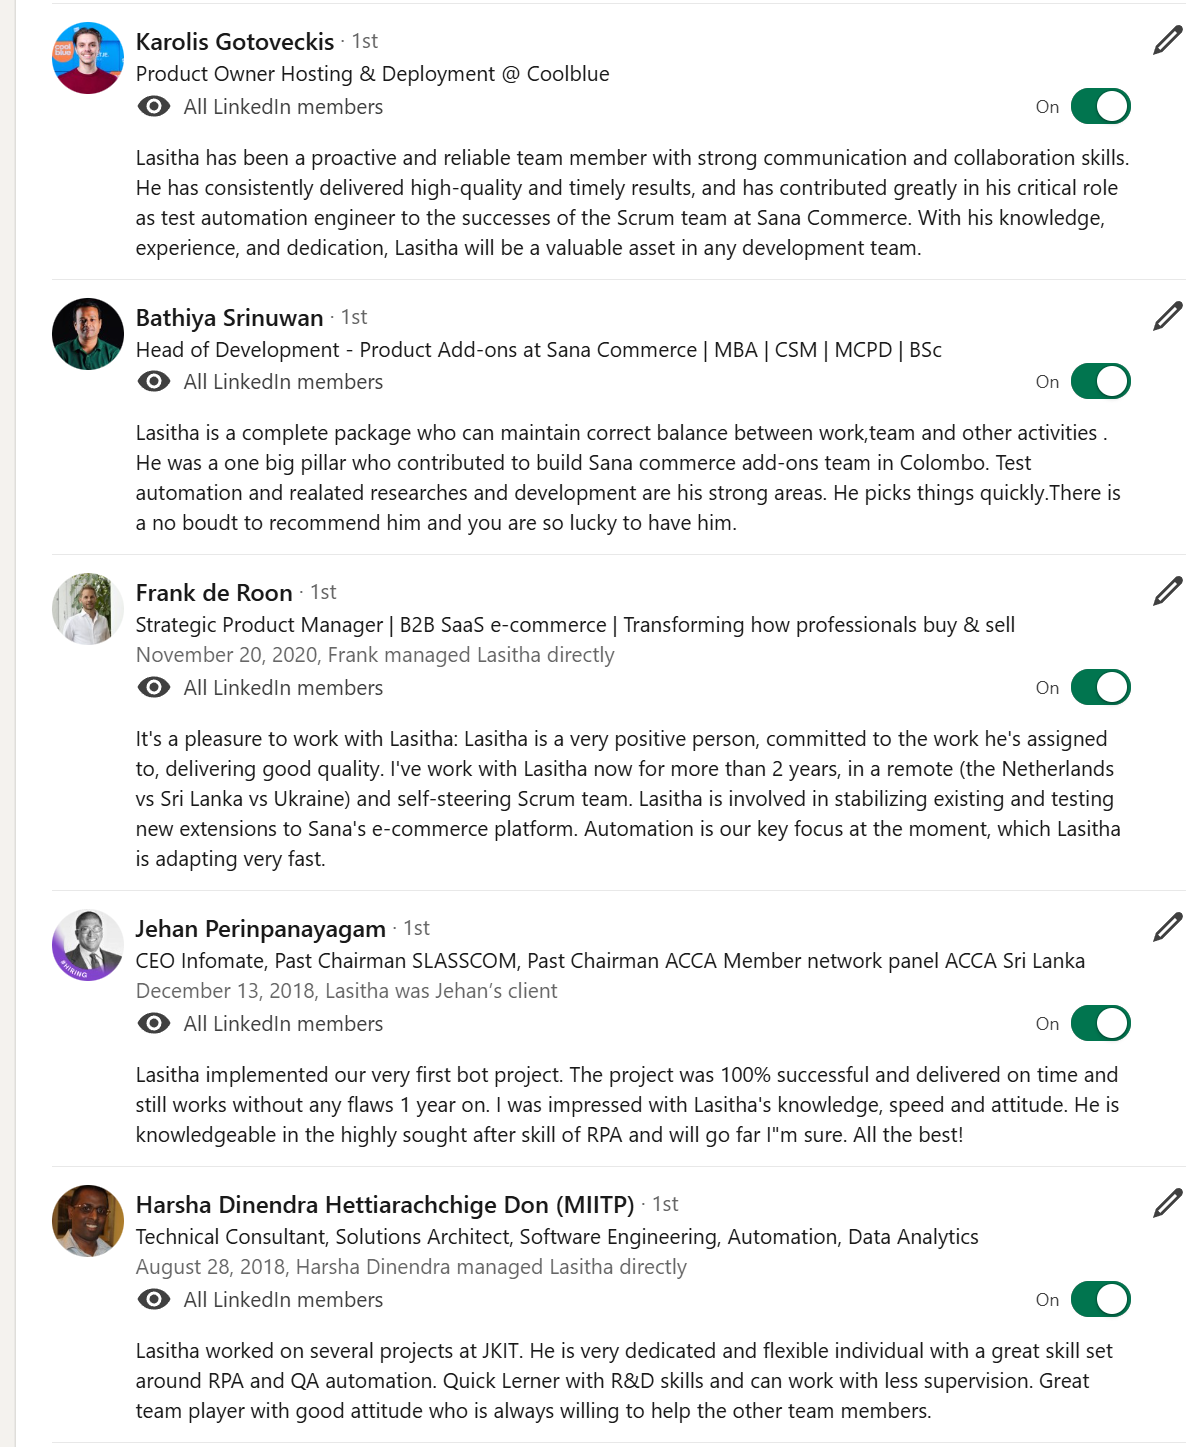 Karolis Gotoveckis · 1st
Product Owner Hosting & Deployment @ Coolblue
All LinkedIn members
On
Lasitha has been a proactive and reliable team member with strong communication and collaboration skills.
He has consistently delivered high-quality and timely results, and has contributed greatly in his critical role
as test automation engineer to the successes of the Scrum team at Sana Commerce. With his knowledge,
experience, and dedication, Lasitha will be a valuable asset in any development team.
Bathiya Srinuwan · 1st
Head of Development - Product Add-ons at Sana Commerce | MBA | CSM | MCPD | BSc
All LinkedIn members
On
Lasitha is a complete package who can maintain correct balance between work,team and other activities .
He was a one big pillar who contributed to build Sana commerce add-ons team in Colombo. Test
automation and realated researches and development are his strong areas. He picks things quickly.There is
a no boudt to recommend him and you are so lucky to have him.
Frank de Roon · 1st
Strategic Product Manager | B2B SaaS e-commerce | Transforming how professionals buy & sell
November 20, 2020, Frank managed Lasitha directly
All LinkedIn members
On
It's a pleasure to work with Lasitha: Lasitha is a very positive person, committed to the work he's assigned
to, delivering good quality. I've work with Lasitha now for more than 2 years, in a remote (the Netherlands
vs Sri Lanka vs Ukraine) and self-steering Scrum team. Lasitha is involved in stabilizing existing and testing
new extensions to Sana's e-commerce platform. Automation is our key focus at the moment, which Lasitha
is adapting very fast.
#HIRING
Jehan Perinpanayagam · 1st
CEO Infomate, Past Chairman SLASSCOM, Past Chairman ACCA Member network panel ACCA Sri Lanka
December 13, 2018, Lasitha was Jehan’s client
All LinkedIn members
On
Lasitha implemented our very first bot project. The project was 100% successful and delivered on time and
still works without any flaws 1 year on. I was impressed with Lasitha's knowledge, speed and attitude. He is
knowledgeable in the highly sought after skill of RPA and will go far I"m sure. All the best!
Harsha Dinendra Hettiarachchige Don (MIITP) · 1st
Technical Consultant, Solutions Architect, Software Engineering, Automation, Data Analytics
August 28, 2018, Harsha Dinendra managed Lasitha directly
All LinkedIn members
On
Lasitha worked on several projects at JKIT. He is very dedicated and flexible individual with a great skill set
around RPA and QA automation. Quick Lerner with R&D skills and can work with less supervision. Great
team player with good attitude who is always willing to help the other team members.